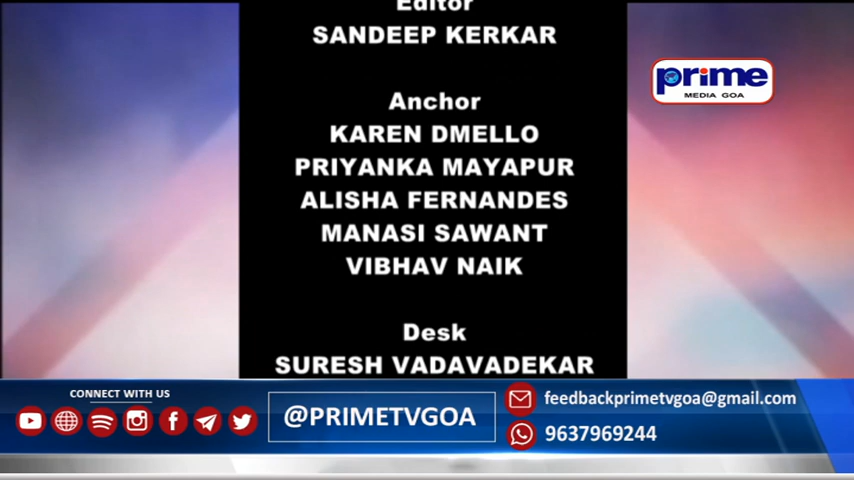 Editor
SANDEEP KERKAR
prime
MEDIA GOA
Anchor
KAREN DMELLO
PRIYANKA MAYAPUR
ALISHA FERNANDES
MANASI SAWANT
VIBHAV NAIK
Desk
SURESH VADAVADEKAR
CONNECT WITH US
@PRIMETVGOA
feedbackprimetvgoa@gmail.com
9637969244